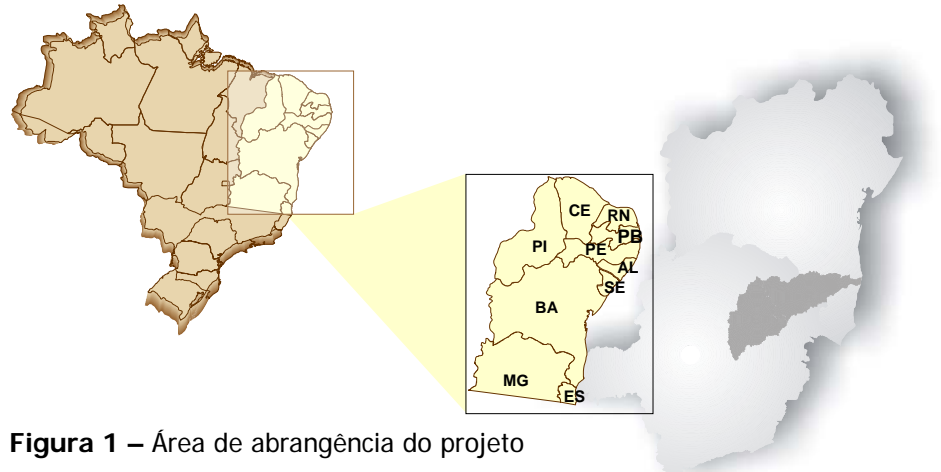 CE
RN
PI
PE
PB
AL
SE
BA
MG
ES
Figura 1 – Área de abrangência do projeto